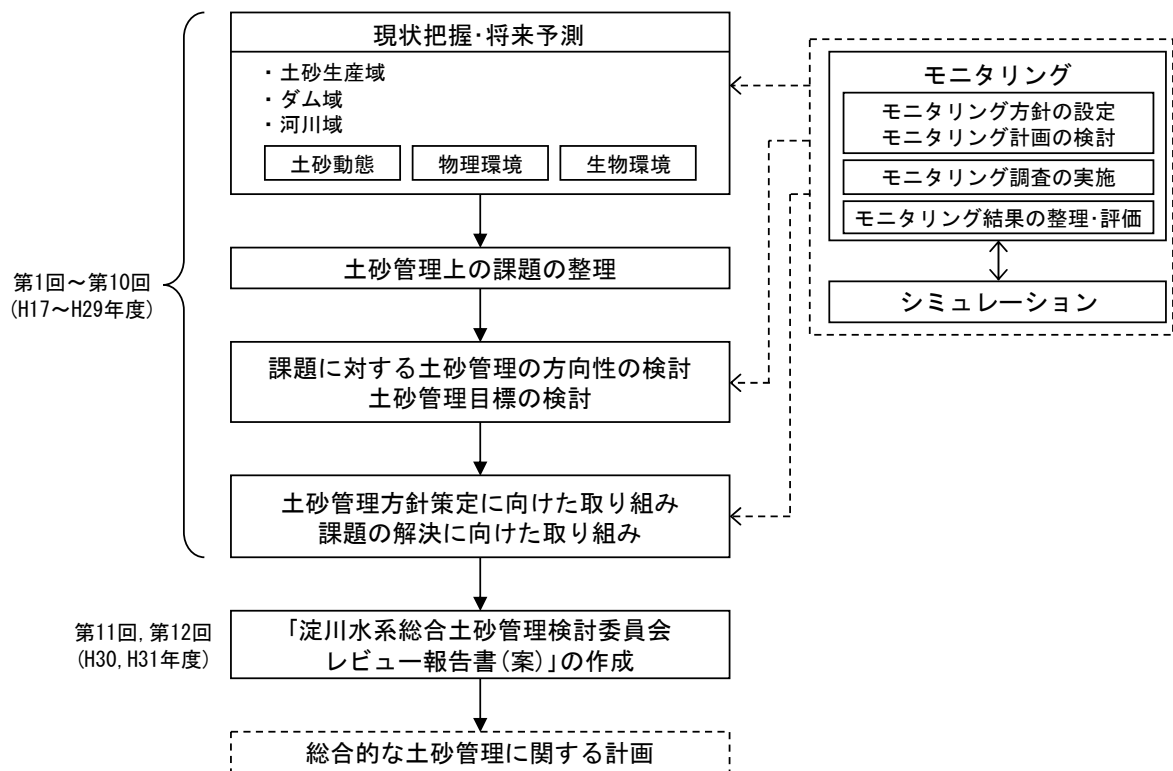 現状把握・将来予測
・土砂生産域
・ダム域
・河川域
土砂動態
物理環境
生物環境
土砂管理上の課題の整理
課題に対する土砂管理の方向性の検討
土砂管理目標の検討
土砂管理方針策定に向けた取り組み
課題の解決に向けた取り組み
第1回～第10回
(H17～H29年度)
「淀川水系総合土砂管理検討委員会
レビュー報告書(案)」の作成
第11回,第12回
(H30,H31年度)
総合的な土砂管理に関する計画
モニタリング
モニタリング方針の設定
モニタリング計画の検討
モニタリング調査の実施
モニタリング結果の整理・評価
シミュレーション